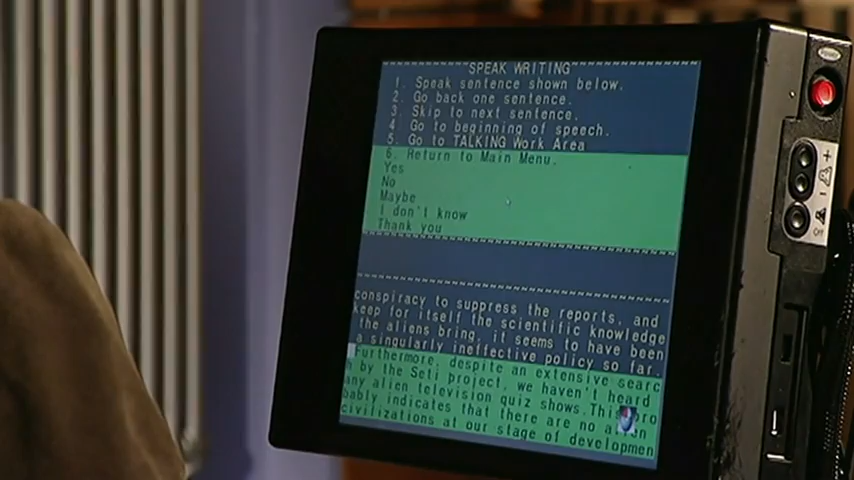 SPEAK WRITING
1. Speak sentence shown below.
2. Go back one sentence.
3. Skip to next sentence.
4. Go to beginning of speech.
5. Go to TALKING Work Area
6. Return to Main Menu.
Yes
No
Maybe
I don't know
Thank you
conspiracy to suppress the reports, and
keep for itself the scientific knowledge
the aliens bring, it seems to have been
a singularly ineffective policy so far.
Furthermore, despite an extensive searc
h by the Seti project, we haven't heard
any alien television quiz shows.This pro
bably indicates that there are no alien
civilizations at our stage of developmen
Off